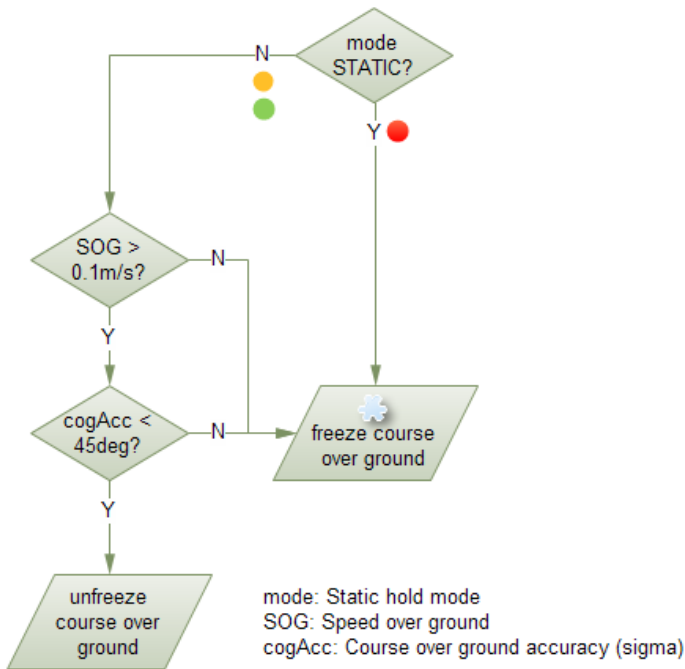 mode
STATIC?
N
Y
SOG >
0.1m/s?
N
Y
cogAcc <
45deg?
N
freeze course
over ground
Y
unfreeze
course over
ground
mode: Static hold mode
SOG: Speed over ground
cogAcc: Course over ground accuracy (sigma)